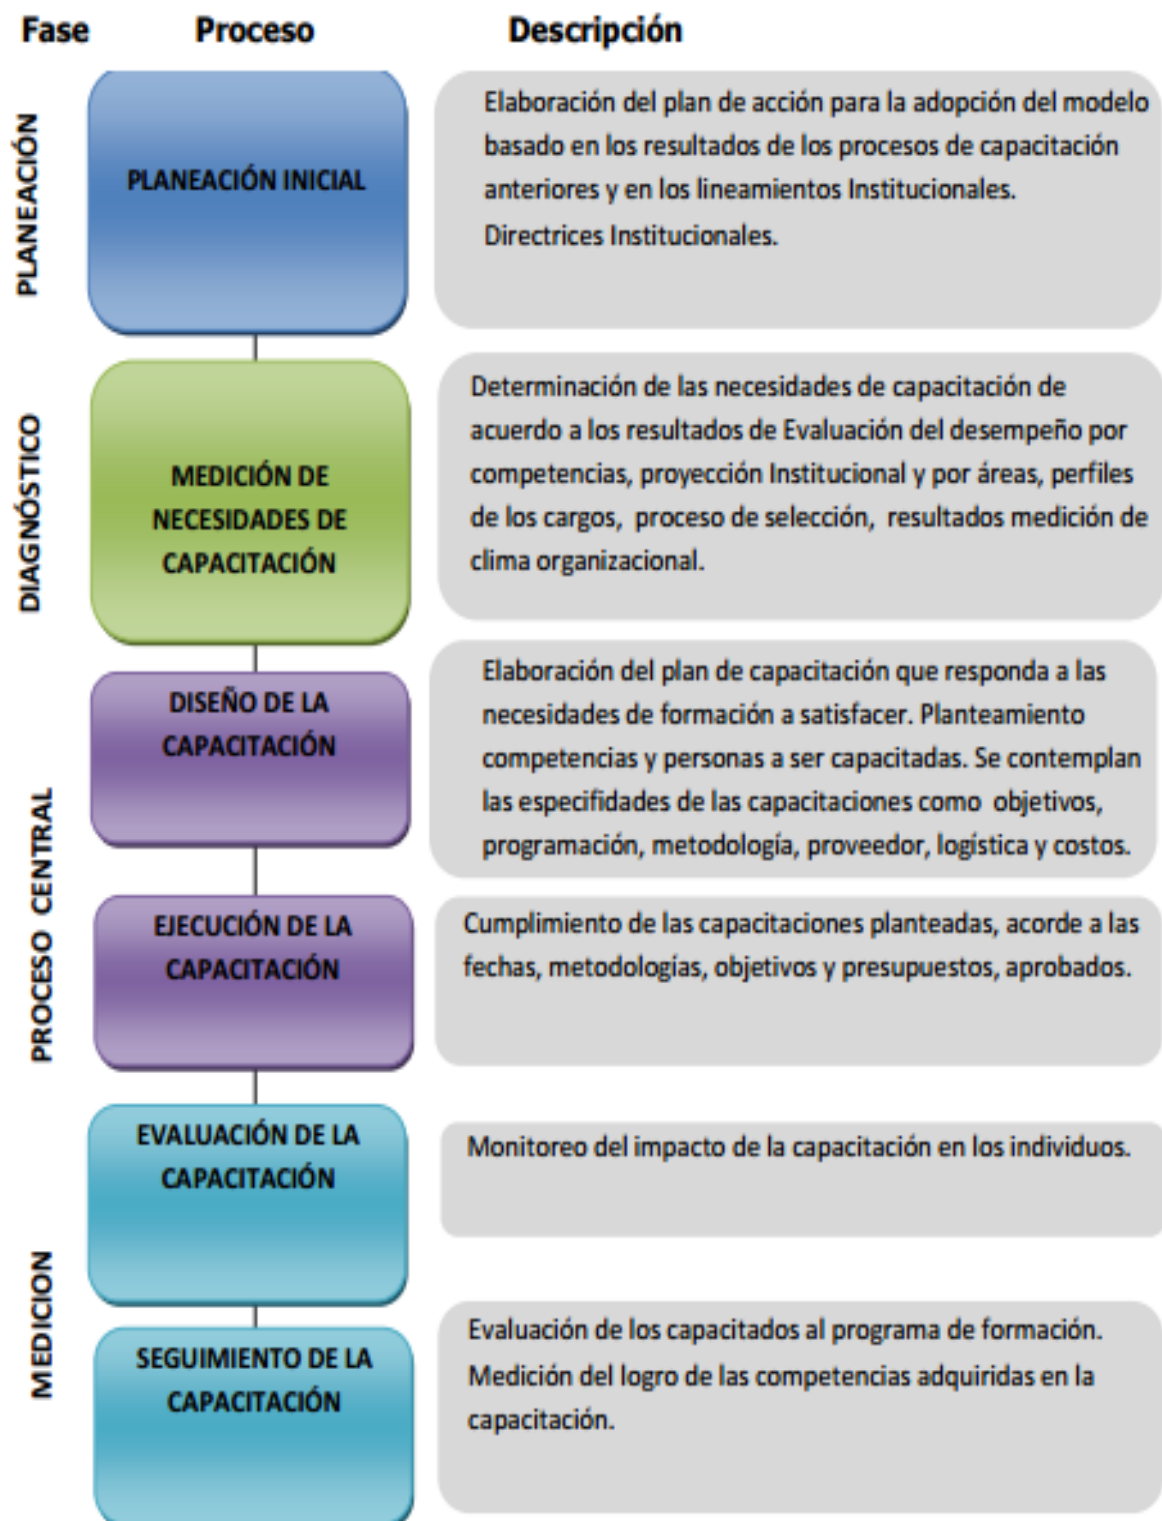 Fase Proceso Descripción
PLANEACIÓN
PLANEACIÓN INICIAL
Elaboración del plan de acción para la adopción del modelo
basado en los resultados de los procesos de capacitación
anteriores y en los lineamientos Institucionales.
Directrices Institucionales.
DIAGNÓSTICO
MEDICIÓN DE
NECESIDADES DE
CAPACITACIÓN
Determinación de las necesidades de capacitación de
acuerdo a los resultados de Evaluación del desempeño por
competencias, proyección Institucional y por áreas, perfiles
de los cargos, proceso de selección, resultados medición de
clima organizacional.
PROCESO CENTRAL
DISEÑO DE LA
CAPACITACIÓN
Elaboración del plan de capacitación que responda a las
necesidades de formación a satisfacer. Planteamiento
competencias y personas a ser capacitadas. Se contemplan
las especifidades de las capacitaciones como objetivos,
programación, metodología, proveedor, logística y costos.
EJECUCIÓN DE LA
CAPACITACIÓN
Cumplimiento de las capacitaciones planteadas, acorde a las
fechas, metodologías, objetivos y presupuestos, aprobados.
MEDICION
EVALUACIÓN DE LA
CAPACITACIÓN
Monitoreo del impacto de la capacitación en los individuos.
SEGUIMIENTO DE LA
CAPACITACIÓN
Evaluación de los capacitados al programa de formación.
Medición del logro de las competencias adquiridas en la
capacitación.